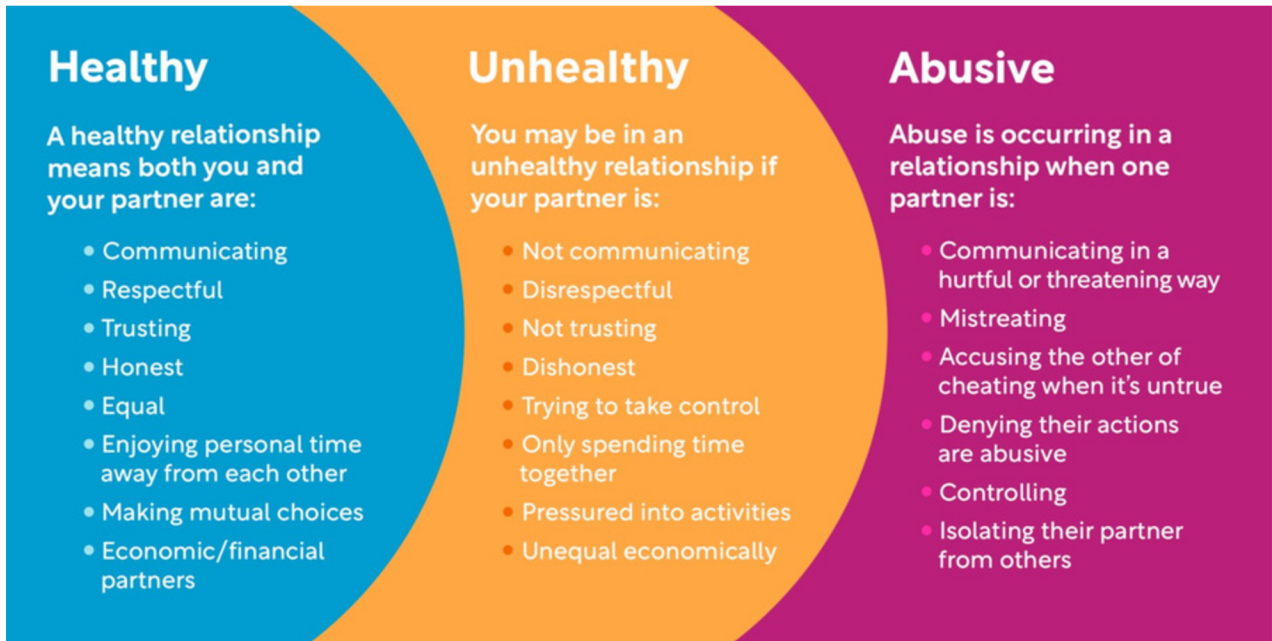 Healthy
A healthy relationship
means both you and
your partner are:
• Communicating
• Respectful
• Trusting
• Honest
• Equal
• Enjoying personal time
away from each other
• Making mutual choices
• Economic/financial
partners
Unhealthy
You may be in an
unhealthy relationship if
your partner is:
• Not communicating
• Disrespectful
• Not trusting
• Dishonest
• Trying to take control
• Only spending time
together
• Pressured into activities
• Unequal economically
Abusive
Abuse is occurring in a
relationship when one
partner is:
• Communicating in a
hurtful or threatening way
• Mistreating
• Accusing the other of
cheating when it’s untrue
• Denying their actions
are abusive
• Controlling
• Isolating their partner
from others